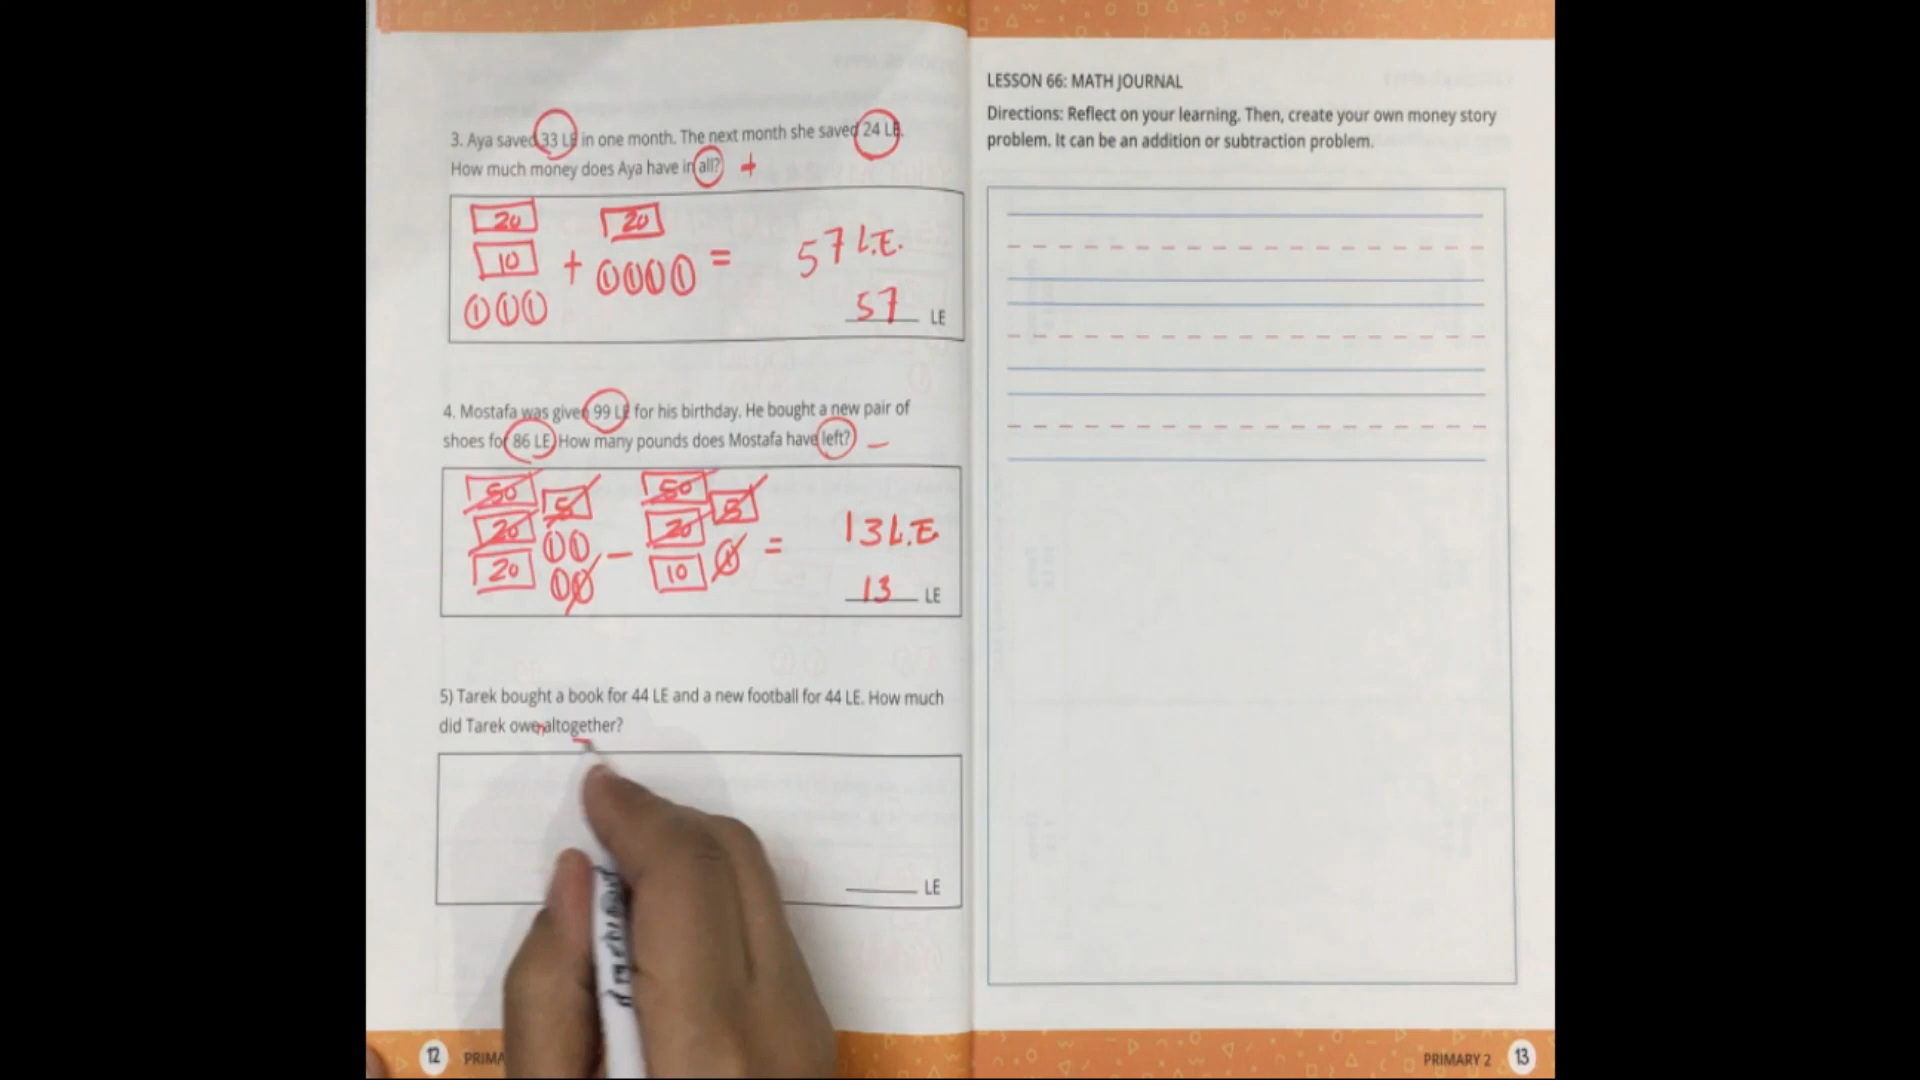 3. Aya saved 33 LE in one month. The next month she saved 24 LE.
How much money does Aya have in all? +
20 20
10 + ①①①① = 57 L.E.
①①①
57 LE
4. Mostafa was given 99 LE for his birthday. He bought a new pair of
shoes for 86 LE. How many pounds does Mostafa have left? −
50 5 50 5
20 ①① − 20 = 13 L.E
20 ①① 10 ①
13 LE
5) Tarek bought a book for 44 LE and a new football for 44 LE. How much
did Tarek owe altogether?
LE
12
LESSON 66: MATH JOURNAL
Directions: Reflect on your learning. Then, create your own money story
problem. It can be an addition or subtraction problem.
PRIMARY 2 13